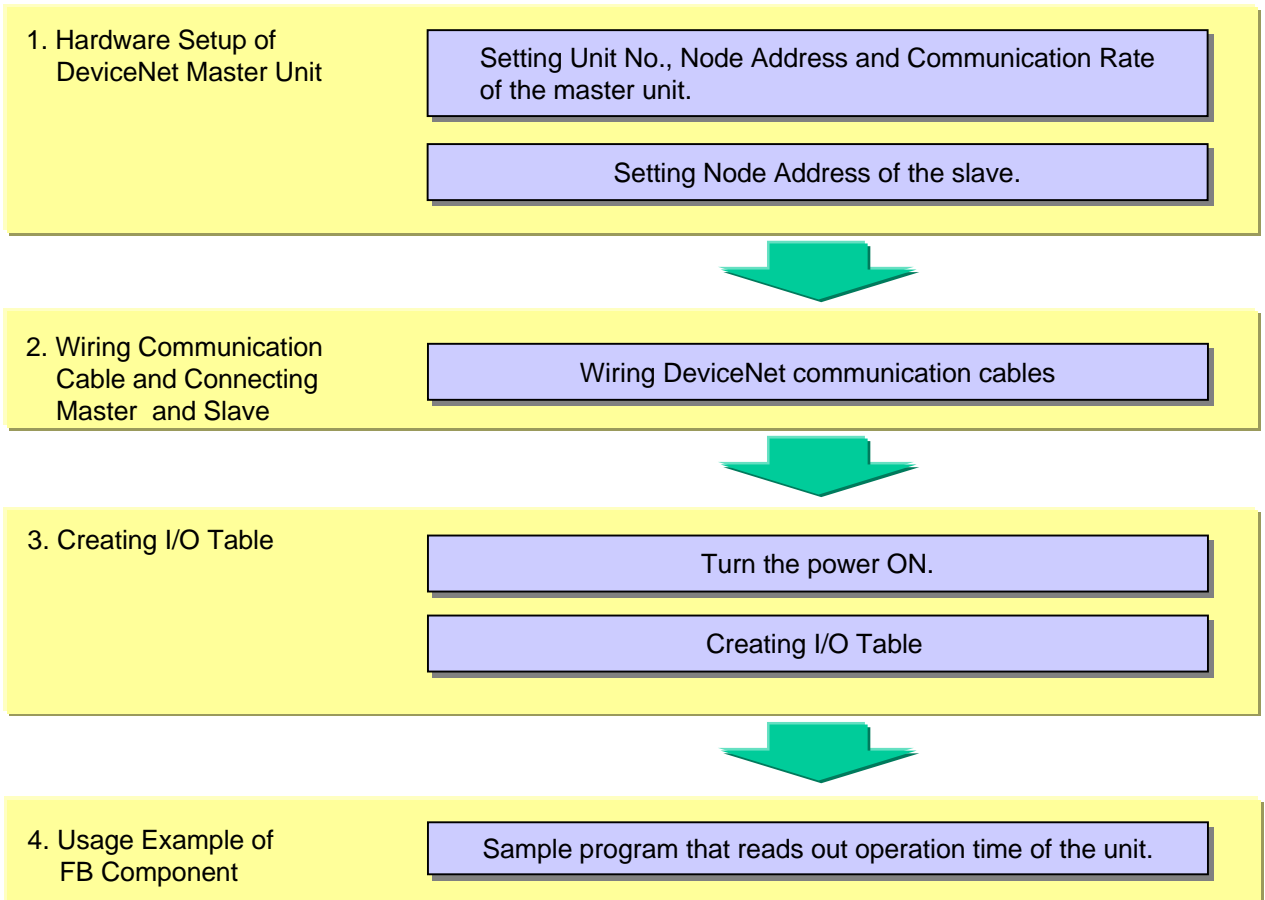 1. Hardware Setup of
DeviceNet Master Unit
Setting Unit No., Node Address and Communication Rate
of the master unit.
Setting Node Address of the slave.
2. Wiring Communication
Cable and Connecting
Master and Slave
Wiring DeviceNet communication cables
3. Creating I/O Table
Turn the power ON.
Creating I/O Table
4. Usage Example of
FB Component
Sample program that reads out operation time of the unit.